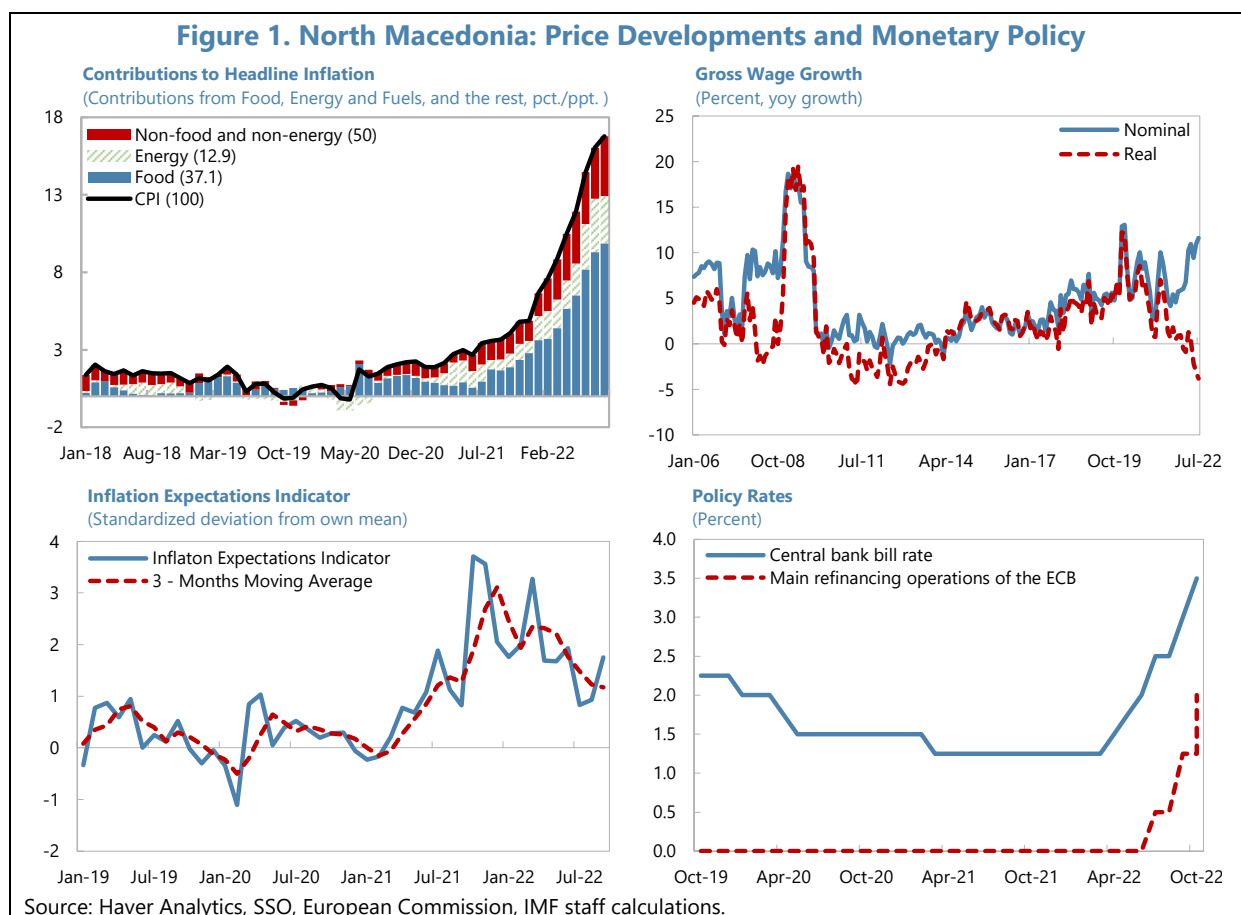 Figure 1. North Macedonia: Price Developments and Monetary Policy
Contributions to Headline Inflation
(Contributions from Food, Energy and Fuels, and the rest, pct./ppt. )
18
13
8
3
-2
Non-food and non-energy (50)
Energy (12.9)
Food (37.1)
CPI (100)
Jan-18 Aug-18 Mar-19 Oct-19 May-20 Dec-20 Jul-21 Feb-22
Gross Wage Growth
(Percent, yoy growth)
25
20
15
10
5
0
-5
-10
Nominal
Real
Jan-06 Oct-08 Jul-11 Apr-14 Jan-17 Oct-19 Jul-22
Inflation Expectations Indicator
(Standardized deviation from own mean)
4
3
2
1
0
-1
-2
Inflaton Expectations Indicator
3 - Months Moving Average
Jan-19 Jul-19 Jan-20 Jul-20 Jan-21 Jul-21 Jan-22 Jul-22
Policy Rates
(Percent)
4.0
3.5
3.0
2.5
2.0
1.5
1.0
0.5
0.0
Central bank bill rate
Main refinancing operations of the ECB
Oct-19 Apr-20 Oct-20 Apr-21 Oct-21 Apr-22 Oct-22
Source: Haver Analytics, SSO, European Commission, IMF staff calculations.